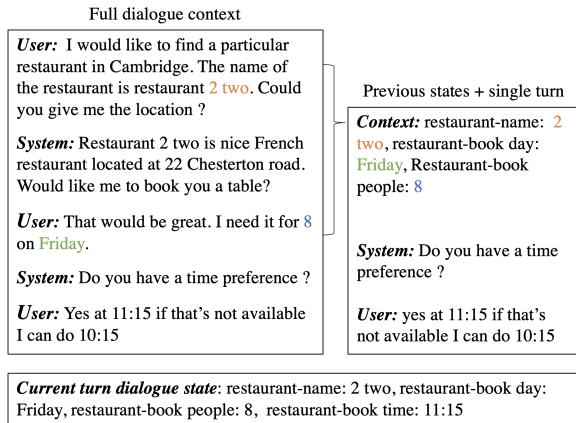 Full dialogue context
User: I would like to find a particular
restaurant in Cambridge. The name of
the restaurant is restaurant 2 two. Could
you give me the location ?
System: Restaurant 2 two is nice French
restaurant located at 22 Chesterton road.
Would like me to book you a table?
User: That would be great. I need it for 8
on Friday.
System: Do you have a time preference ?
User: Yes at 11:15 if that's not available
I can do 10:15
Previous states + single turn
Context: restaurant-name: 2
two, restaurant-book day:
Friday, Restaurant-book
people: 8
System: Do you have a time
preference ?
User: yes at 11:15 if that's
not available I can do 10:15
Current turn dialogue state: restaurant-name: 2 two, restaurant-book day:
Friday, restaurant-book people: 8, restaurant-book time: 11:15